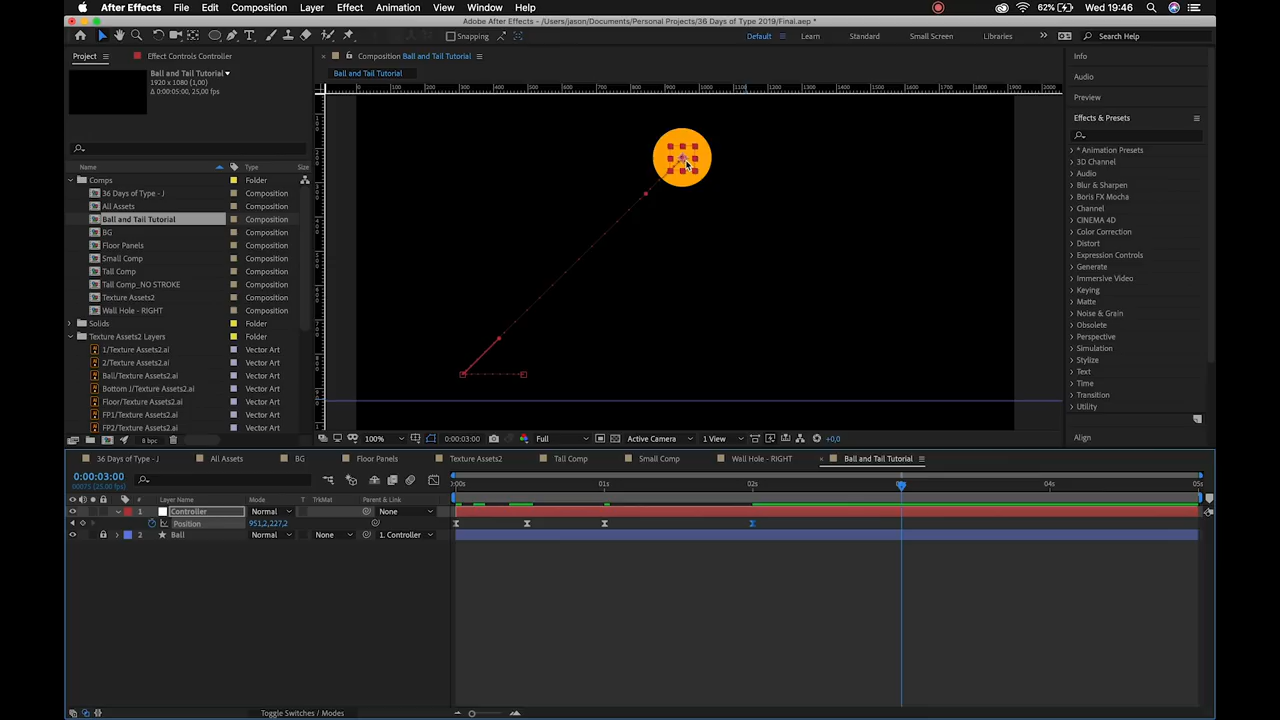 After Effects File Edit Composition Layer Effect Animation View Window Help 62% Wed 19:46
Adobe After Effects CC 2019 - /Users/jason/Documents/Personal Projects/36 Days of Type 2019/Final.aep *
Snapping Default Learn Standard Small Screen Libraries Search Help
Project Effect Controls Controller Composition Ball and Tail Tutorial Info
Ball and Tail Tutorial
1920 x 1080 (1,00)
Δ 0:00:05:00, 25,00 fps
Ball and Tail Tutorial
Audio
Preview
Effects & Presets
* Animation Presets
3D Channel
Audio
Blur & Sharpen
Boris FX Mocha
Channel
CINEMA 4D
Color Correction
Distort
Expression Controls
Generate
Immersive Video
Keying
Matte
Noise & Grain
Obsolete
Perspective
Simulation
Stylize
Text
Time
Transition
Utility
Align
Name Type Size
Comps Folder
36 Days of Type - J Composition
All Assets Composition
Ball and Tail Tutorial Composition
BG Composition
Floor Panels Composition
Small Comp Composition
Tall Comp Composition
Tall Comp_NO STROKE Composition
Texture Assets2 Composition
Wall Hole - RIGHT Composition
Solids Folder
Texture Assets2 Layers Folder
1/Texture Assets2.ai Vector Art
2/Texture Assets2.ai Vector Art
Ball/Texture Assets2.ai Vector Art
Bottom J/Texture Assets2.ai Vector Art
Floor/Texture Assets2.ai Vector Art
FP1/Texture Assets2.ai Vector Art
FP2/Texture Assets2.ai Vector Art
8 bpc
100% 0:00:03:00 Full Active Camera 1 View +0,0
36 Days of Type - J All Assets BG Floor Panels Texture Assets2 Tall Comp Small Comp Wall Hole - RIGHT Ball and Tail Tutorial
0:00:03:00
00075 (25.00 fps)
:00s 01s 02s 04s 05s
# Layer Name Mode T TrkMat Parent & Link
1 Controller Normal None
Position 951,2,227,2
2 Ball Normal None 1. Controller
Toggle Switches / Modes